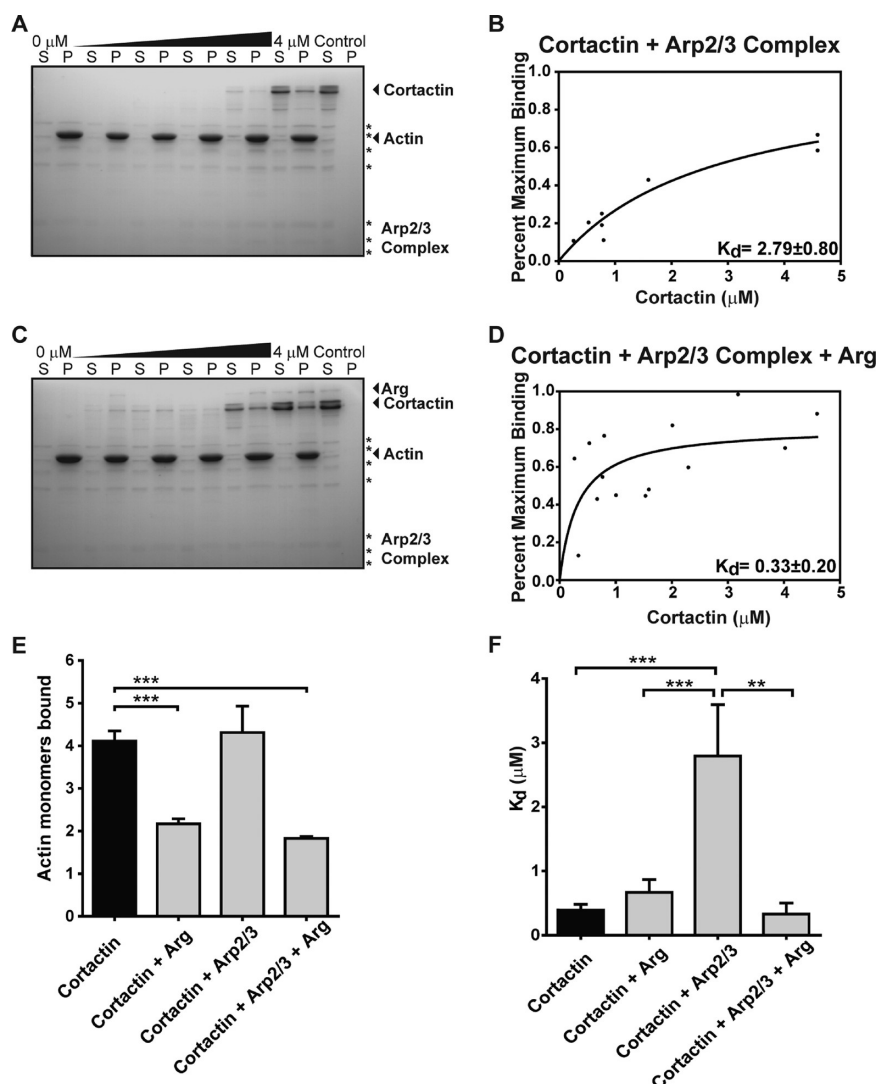 A
0 μM 4 μM Control
S P S P S P S P S P S P S P
Cortactin
*
* Actin
*
*
* Arp2/3
* Complex
*
B
Cortactin + Arp2/3 Complex
Percent Maximum Binding
1.0
0.8
0.6
0.4
0.2
0.0
0 1 2 3 4 5
Kd= 2.79±0.80
Cortactin (μM)
C
0 μM 4 μM Control
S P S P S P S P S P S P S P
Arg
Cortactin
*
* Actin
*
*
* Arp2/3
* Complex
*
D
Cortactin + Arp2/3 Complex + Arg
Percent Maximum Binding
1.0
0.8
0.6
0.4
0.2
0.0
0 1 2 3 4 5
Kd= 0.33±0.20
Cortactin (μM)
E
Actin monomers bound
6
5
4
3
2
1
0
***
***
Cortactin
Cortactin + Arg
Cortactin + Arp2/3
Cortactin + Arp2/3 + Arg
F
Kd (μM)
4
3
2
1
0
***
***
**
Cortactin
Cortactin + Arg
Cortactin + Arp2/3
Cortactin + Arp2/3 + Arg